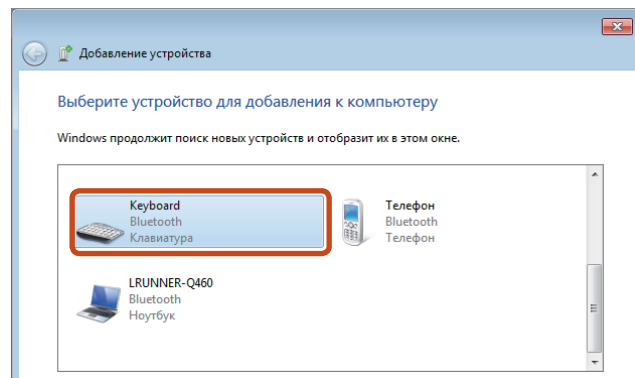 Добавление устройства
Выберите устройство для добавления к компьютеру
Windows продолжит поиск новых устройств и отобразит их в этом окне.
Keyboard
Bluetooth
Клавиатура
Телефон
Bluetooth
Телефон
LRUNNER-Q460
Bluetooth
Ноутбук